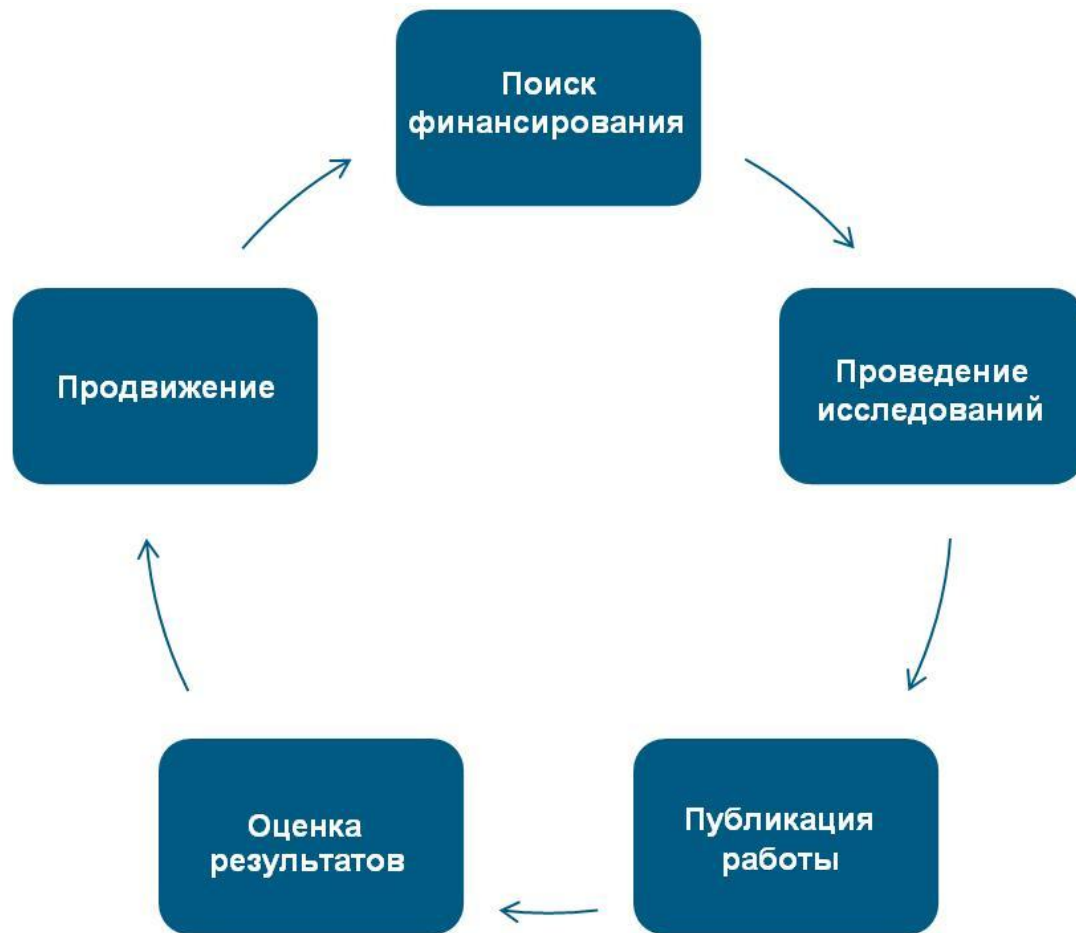 Поиск
финансирования
Проведение
исследований
Публикация
работы
Оценка
результатов
Продвижение